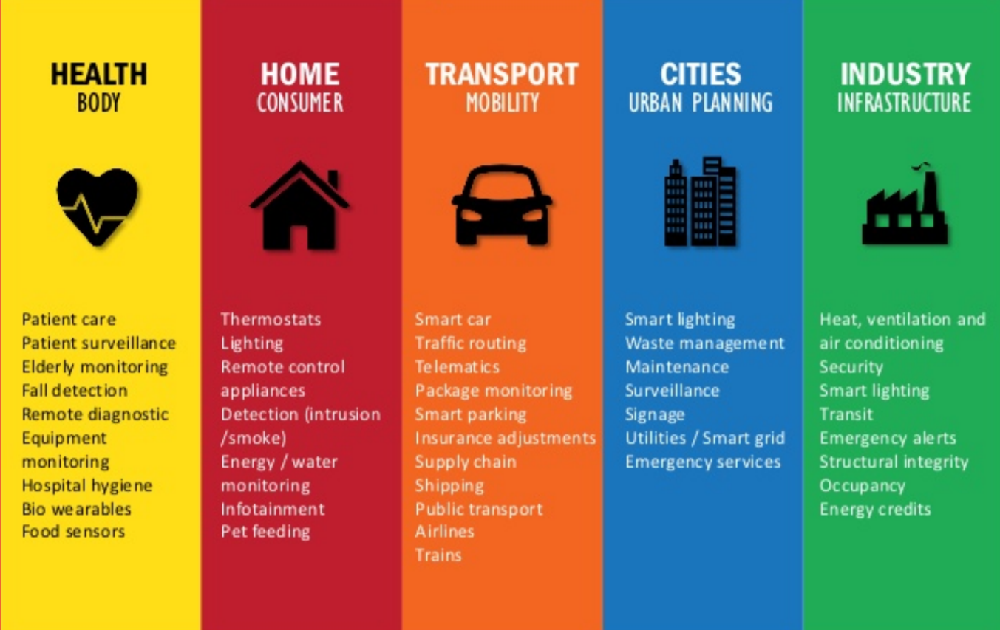 HEALTH
BODY
Patient care
Patient surveillance
Elderly monitoring
Fall detection
Remote diagnostic
Equipment
monitoring
Hospital hygiene
Bio wearables
Food sensors
HOME
CONSUMER
Thermostats
Lighting
Remote control
appliances
Detection (intrusion
/smoke)
Energy / water
monitoring
Infotainment
Pet feeding
TRANSPORT
MOBILITY
Smart car
Traffic routing
Telematics
Package monitoring
Smart parking
Insurance adjustments
Supply chain
Shipping
Public transport
Airlines
Trains
CITIES
URBAN PLANNING
Smart lighting
Waste management
Maintenance
Surveillance
Signage
Utilities / Smart grid
Emergency services
INDUSTRY
INFRASTRUCTURE
Heat, ventilation and
air conditioning
Security
Smart lighting
Transit
Emergency alerts
Structural integrity
Occupancy
Energy credits